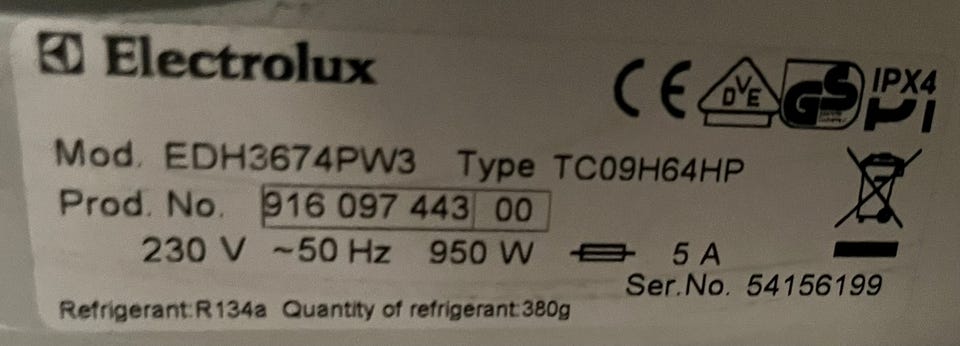 Electrolux
CE DVE GS IPX4
Mod. EDH3674PW3 Type TC09H64HP
Prod. No. 916 097 443 00
230 V ~50 Hz 950 W 5 A
Ser.No. 54156199
Refrigerant:R134a Quantity of refrigerant:380g